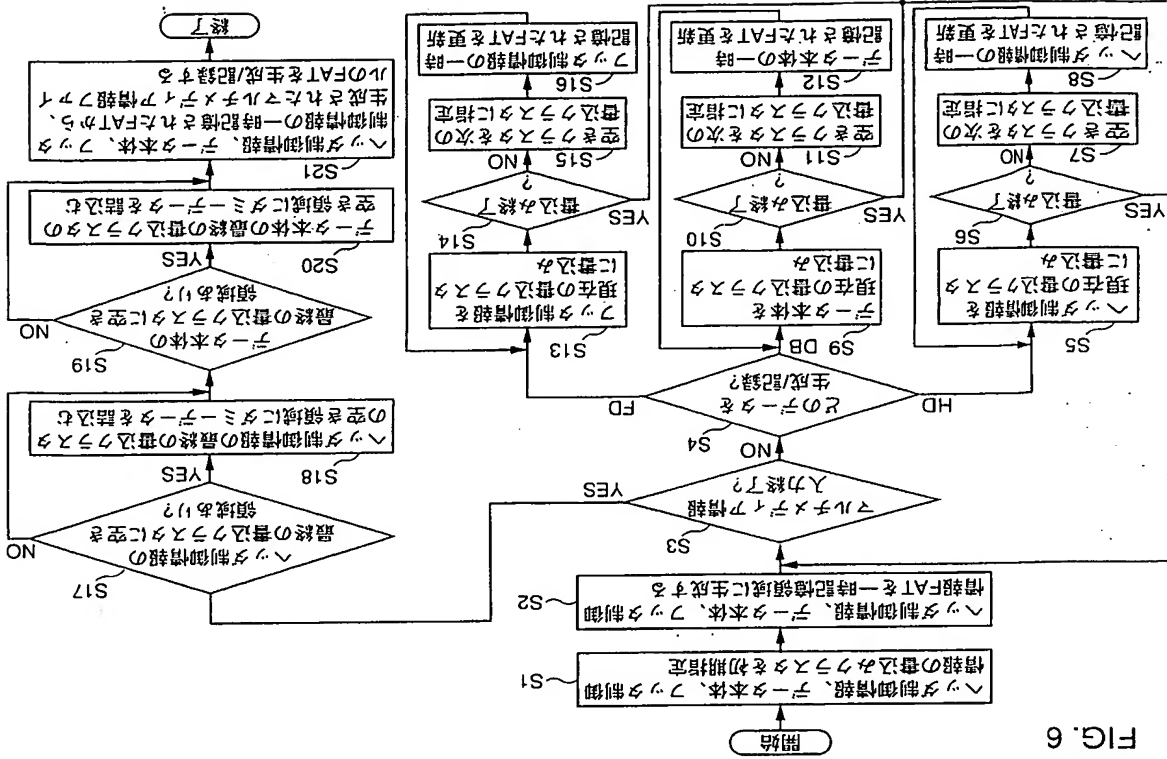 FIG. 6
開始
S1
ヘッダ制御情報、データ本体、フッタ制御
情報の書込みクラスタを初期指定
S2
ヘッダ制御情報、データ本体、フッタ制御
情報FATを一時記憶領域に生成する
S3
マルチメディア情報
入力終了?
YES
NO
S4
どのデータを
生成/記録?
HD
FD
S5
ヘッダ制御情報を
現在の書込クラスタ
に書込み
S6
書込み終了
?
YES
NO
S7
空きクラスタを次の
書込クラスタに指定
S8
ヘッダ制御情報の一時
記憶されたFATを更新
S9
DB
データ本体を
現在の書込クラスタ
に書込み
S10
書込み終了
?
YES
NO
S11
空きクラスタを次の
書込クラスタに指定
S12
データ本体の一時
記憶されたFATを更新
S13
フッタ制御情報を
現在の書込クラスタ
に書込み
S14
書込み終了
?
YES
NO
S15
空きクラスタを次の
書込クラスタに指定
S16
フッタ制御情報の一時
記憶されたFATを更新
S17
ヘッダ制御情報の
最終の書込クラスタに空き
領域あり?
NO
YES
S18
ヘッダ制御情報の最終の書込クラスタ
の空き領域にダミーデータを詰込む
S19
データ本体の
最終の書込クラスタに空き
領域あり?
NO
YES
S20
データ本体の最終の書込クラスタの
空き領域にダミーデータを詰込む
S21
ヘッダ制御情報、データ本体、フッタ
制御情報の一時記憶されたFATから、
生成されたマルチメディア情報ファイ
ルのFATを生成/記録する
終了